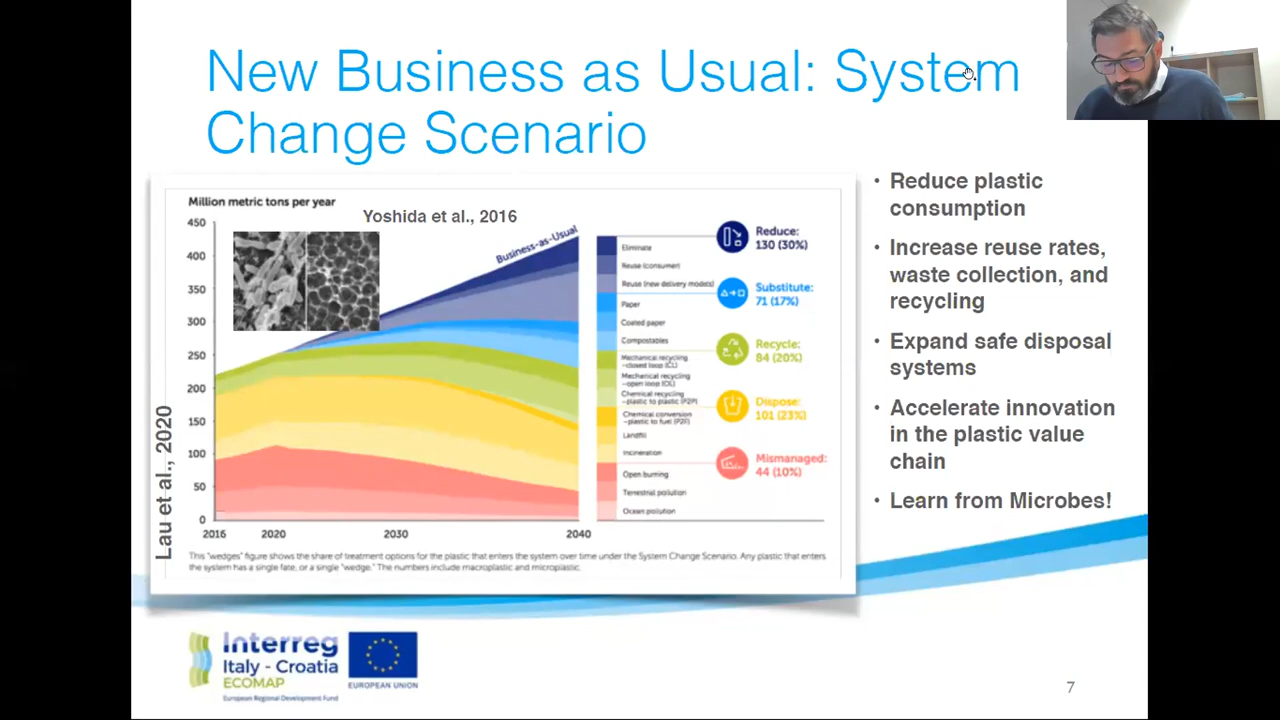 New Business as Usual: System
Change Scenario
Million metric tons per year
Yoshida et al., 2016
Business-as-Usual
450
400
350
300
250
200
150
100
50
0
2016
2020
2030
2040
Lau et al., 2020
Eliminate
Reuse (consumer)
Reuse (new delivery models)
Paper
Coated paper
Compostables
Mechanical recycling
–closed loop (CL)
Mechanical recycling
–open loop (OL)
Chemical recycling
–plastic to plastic (P2P)
Chemical conversion
–plastic to fuel (P2F)
Landfill
Incineration
Open burning
Terrestrial pollution
Ocean pollution
Reduce:
130 (30%)
Substitute:
71 (17%)
Recycle:
84 (20%)
Dispose:
101 (23%)
Mismanaged:
44 (10%)
This "wedges" figure shows the share of treatment options for the plastic that enters the system over time under the System Change Scenario. Any plastic that enters
the system has a single fate, or a single "wedge." The numbers include macroplastic and microplastic.
• Reduce plastic
consumption
• Increase reuse rates,
waste collection, and
recycling
• Expand safe disposal
systems
• Accelerate innovation
in the plastic value
chain
• Learn from Microbes!
Interreg
Italy - Croatia
ECOMAP
European Regional Development Fund
EUROPEAN UNION
7